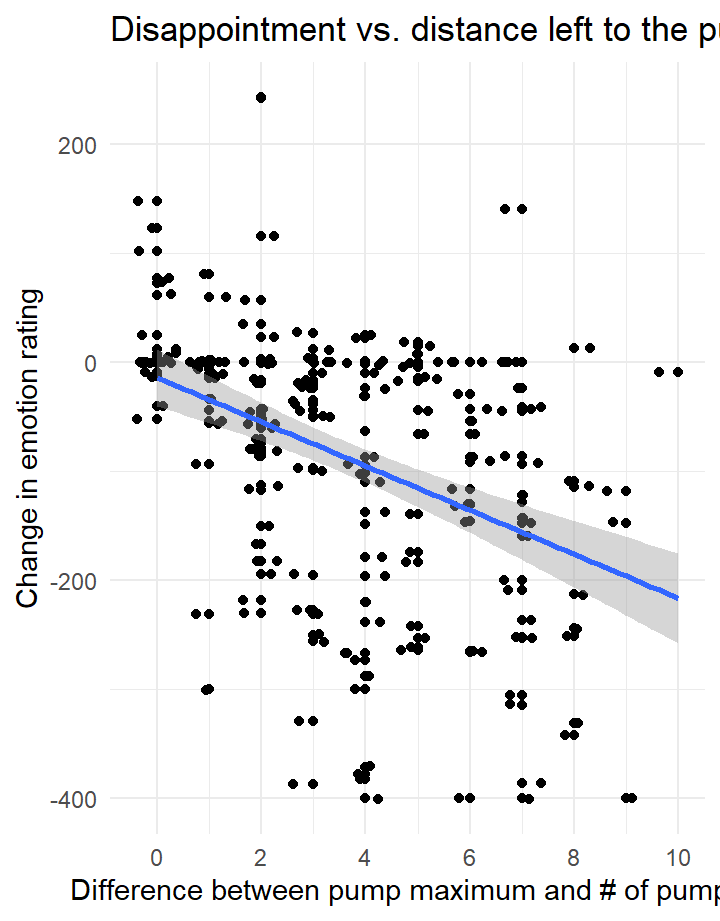 Disappointment vs. distance left to the
Change in emotion rating
200
0
-200
-400
0 2 4 6 8 10
Difference between pump maximum and # of pump